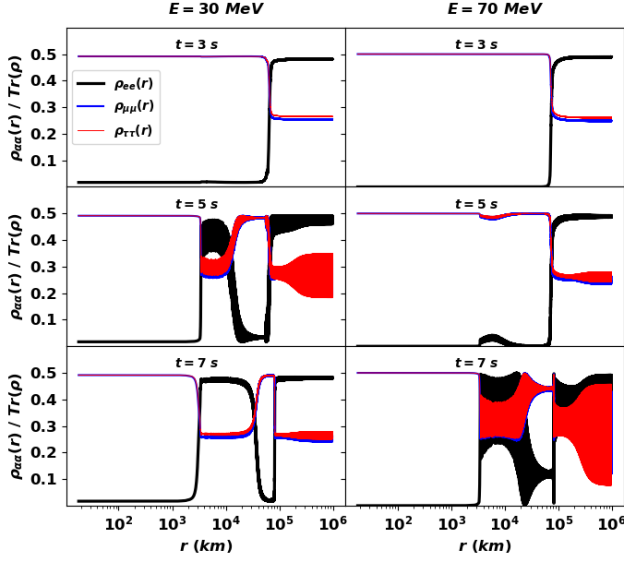 E = 30 MeV E = 70 MeV
t = 3 s t = 3 s
ρee(r)
ρμμ(r)
ρττ(r)
ραα(r) / Tr(ρ)
0.5
0.4
0.3
0.2
0.1
t = 5 s t = 5 s
ραα(r) / Tr(ρ)
0.5
0.4
0.3
0.2
0.1
t = 7 s t = 7 s
ραα(r) / Tr(ρ)
0.5
0.4
0.3
0.2
0.1
10² 10³ 10⁴ 10⁵ 10⁶ 10² 10³ 10⁴ 10⁵ 10⁶
r (km) r (km)